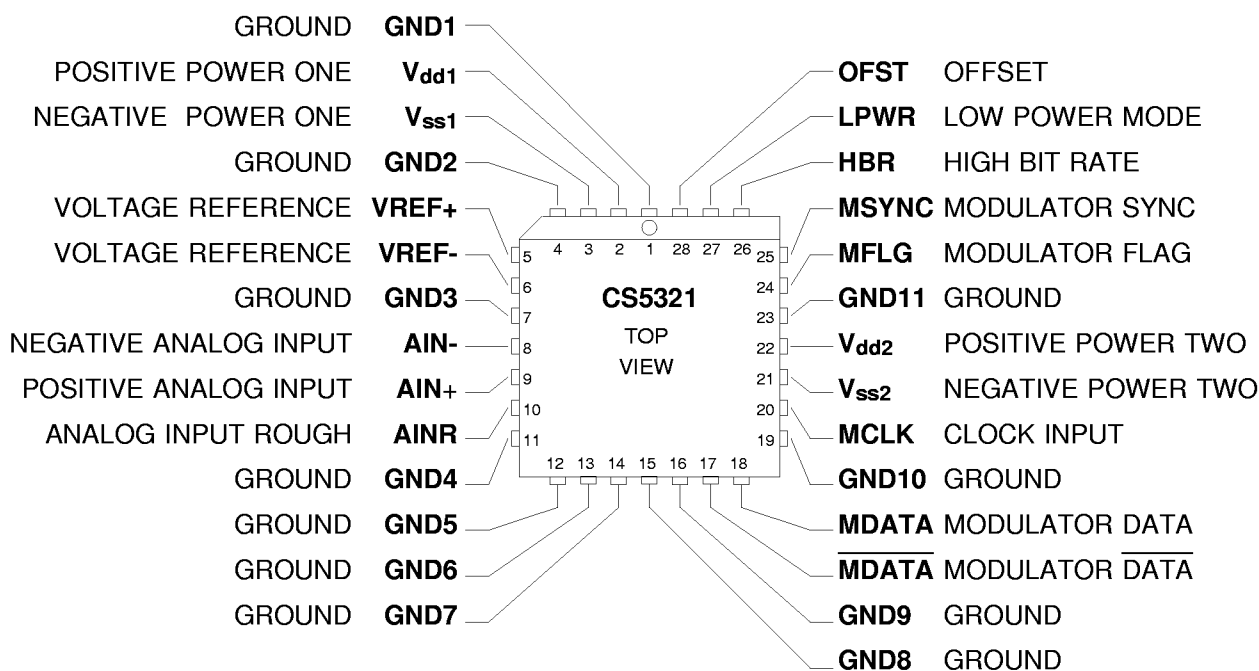 GROUND GND1
POSITIVE POWER ONE Vdd1
NEGATIVE POWER ONE Vss1
GROUND GND2
VOLTAGE REFERENCE VREF+
VOLTAGE REFERENCE VREF-
GROUND GND3
NEGATIVE ANALOG INPUT AIN-
POSITIVE ANALOG INPUT AIN+
ANALOG INPUT ROUGH AINR
GROUND GND4
GROUND GND5
GROUND GND6
GROUND GND7
4 3 2 1 28 27 26
5
6
7
8
9
10
11
CS5321
TOP
VIEW
25
24
23
22
21
20
19
12 13 14 15 16 17 18
OFST OFFSET
LPWR LOW POWER MODE
HBR HIGH BIT RATE
MSYNC MODULATOR SYNC
MFLG MODULATOR FLAG
GND11 GROUND
Vdd2 POSITIVE POWER TWO
Vss2 NEGATIVE POWER TWO
MCLK CLOCK INPUT
GND10 GROUND
MDATA MODULATOR DATA
M̅D̅A̅T̅A̅ MODULATOR D̅A̅T̅A̅
GND9 GROUND
GND8 GROUND